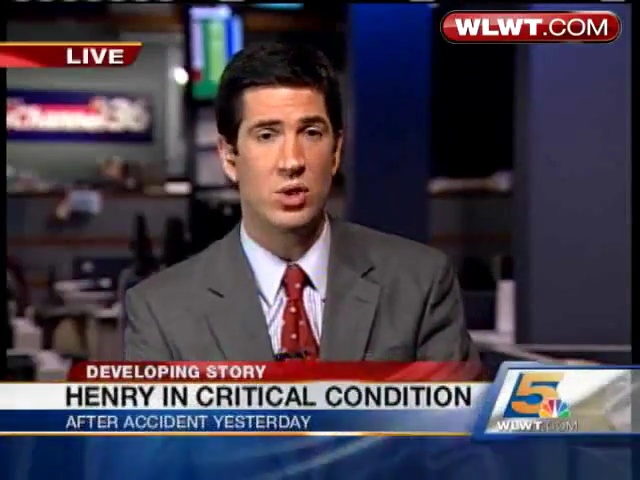 WLWT.COM
LIVE
DEVELOPING STORY
HENRY IN CRITICAL CONDITION
AFTER ACCIDENT YESTERDAY
5
WLWT.COM